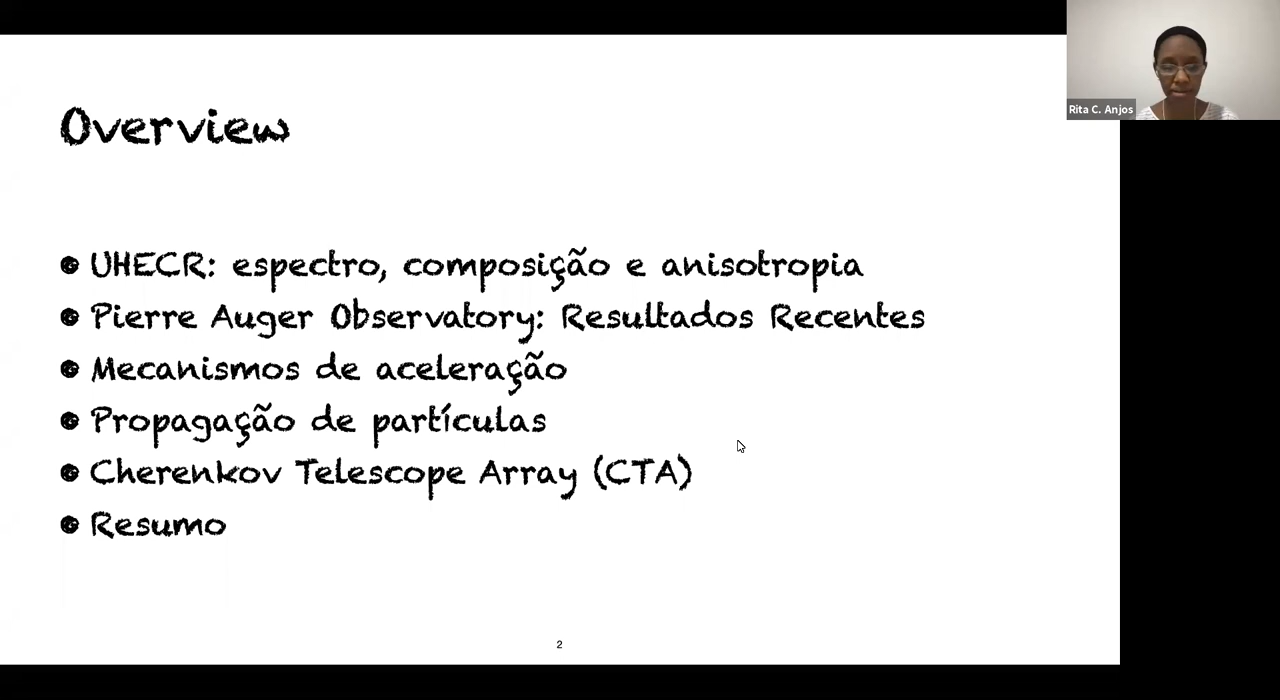 Rita C. Anjos
Overview
UHECR: espectro, composição e anisotropia
Pierre Auger Observatory: Resultados Recentes
Mecanismos de aceleração
Propagação de partículas
Cherenkov Telescope Array (CTA)
Resumo
2